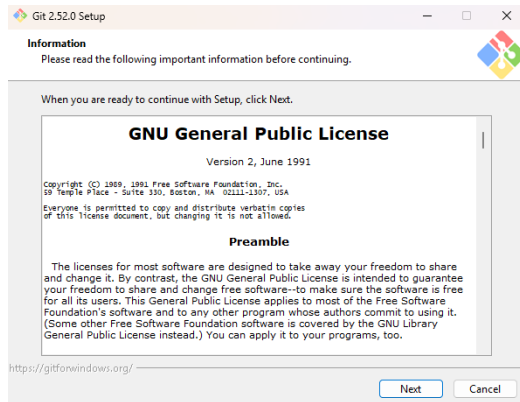 Git 2.52.0 Setup
Information
Please read the following important information before continuing.
When you are ready to continue with Setup, click Next.
GNU General Public License
Version 2, June 1991
Copyright (C) 1989, 1991 Free Software Foundation, Inc.
59 Temple Place - Suite 330, Boston, MA  02111-1307, USA
Everyone is permitted to copy and distribute verbatim copies
of this license document, but changing it is not allowed.
Preamble
The licenses for most software are designed to take away your freedom to share
and change it. By contrast, the GNU General Public License is intended to guarantee
your freedom to share and change free software--to make sure the software is free
for all its users. This General Public License applies to most of the Free Software
Foundation's software and to any other program whose authors commit to using it.
(Some other Free Software Foundation software is covered by the GNU Library
General Public License instead.) You can apply it to your programs, too.
https://gitforwindows.org/
Next
Cancel